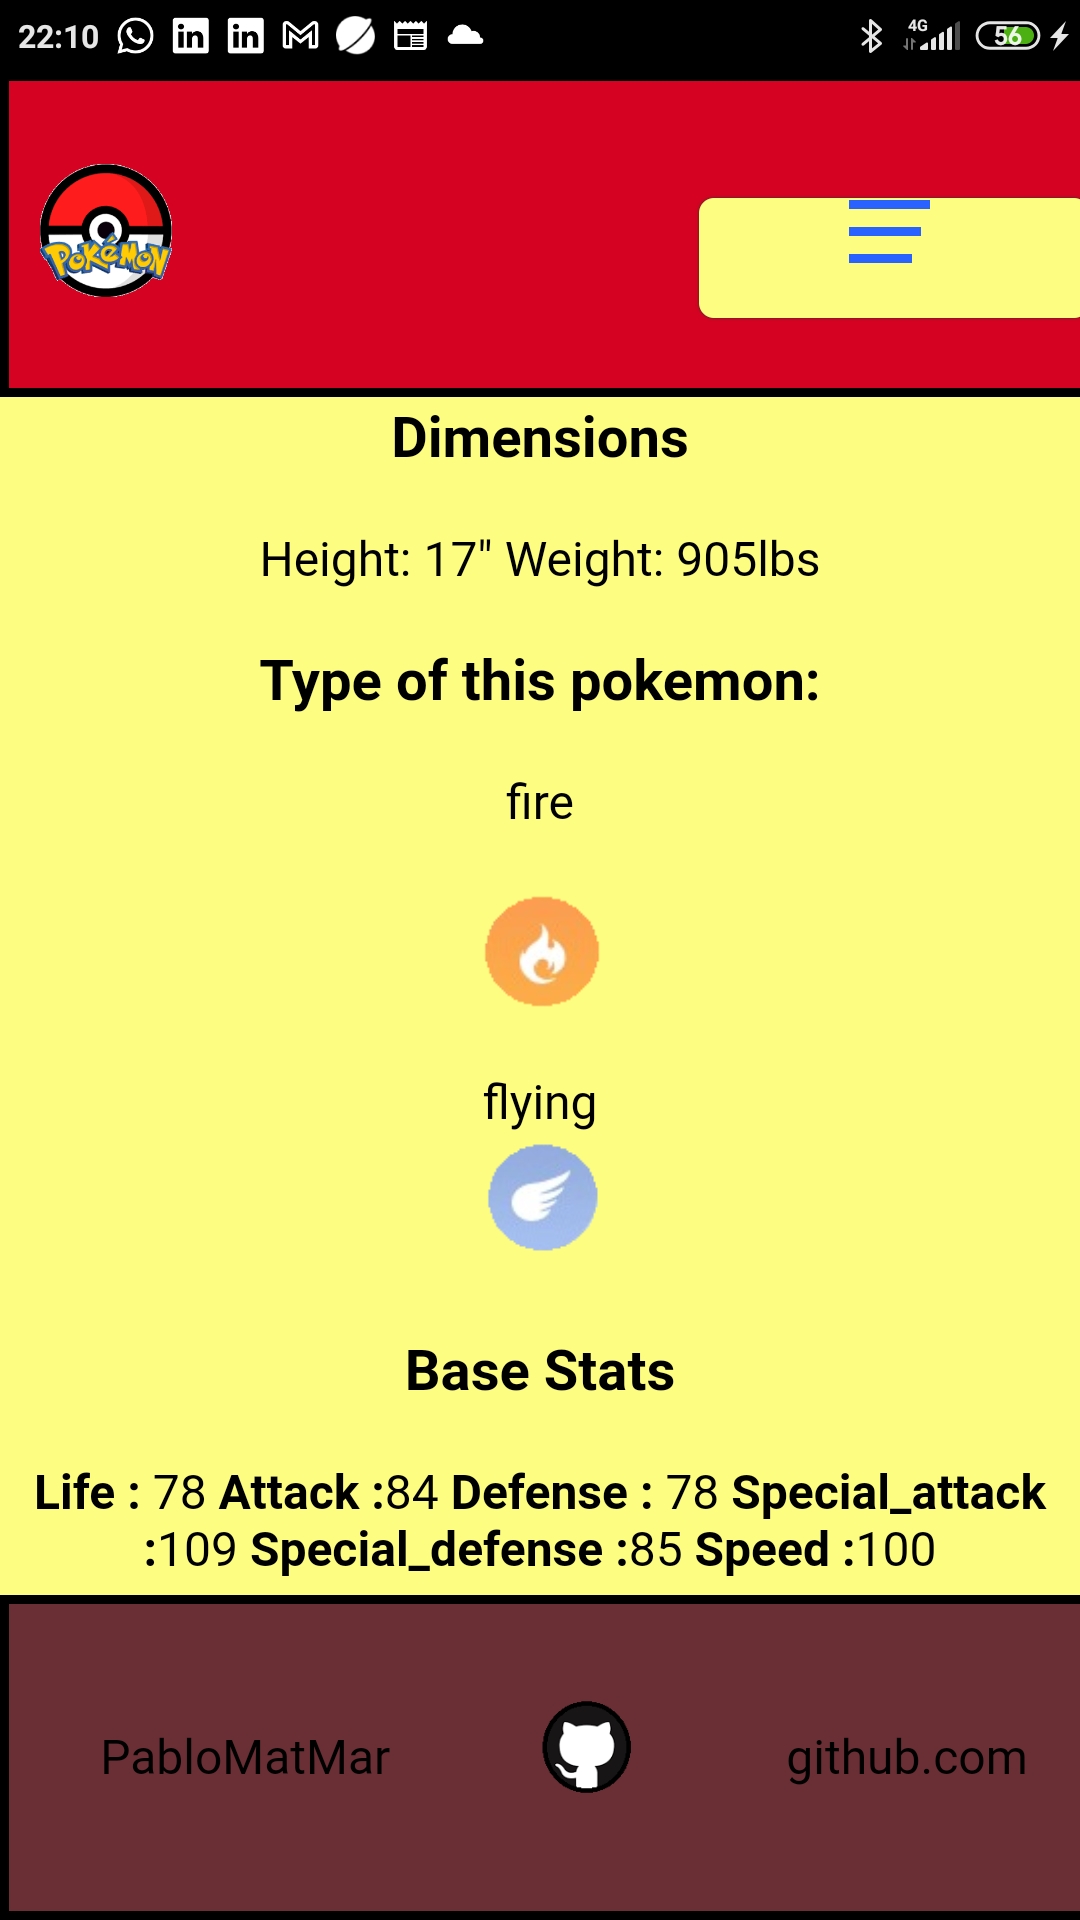 22:10 4G 56
Pokémon
Dimensions
Height: 17" Weight: 905lbs
Type of this pokemon:
fire
flying
Base Stats
Life : 78 Attack :84 Defense : 78 Special_attack
:109 Special_defense :85 Speed :100
PabloMatMar github.com